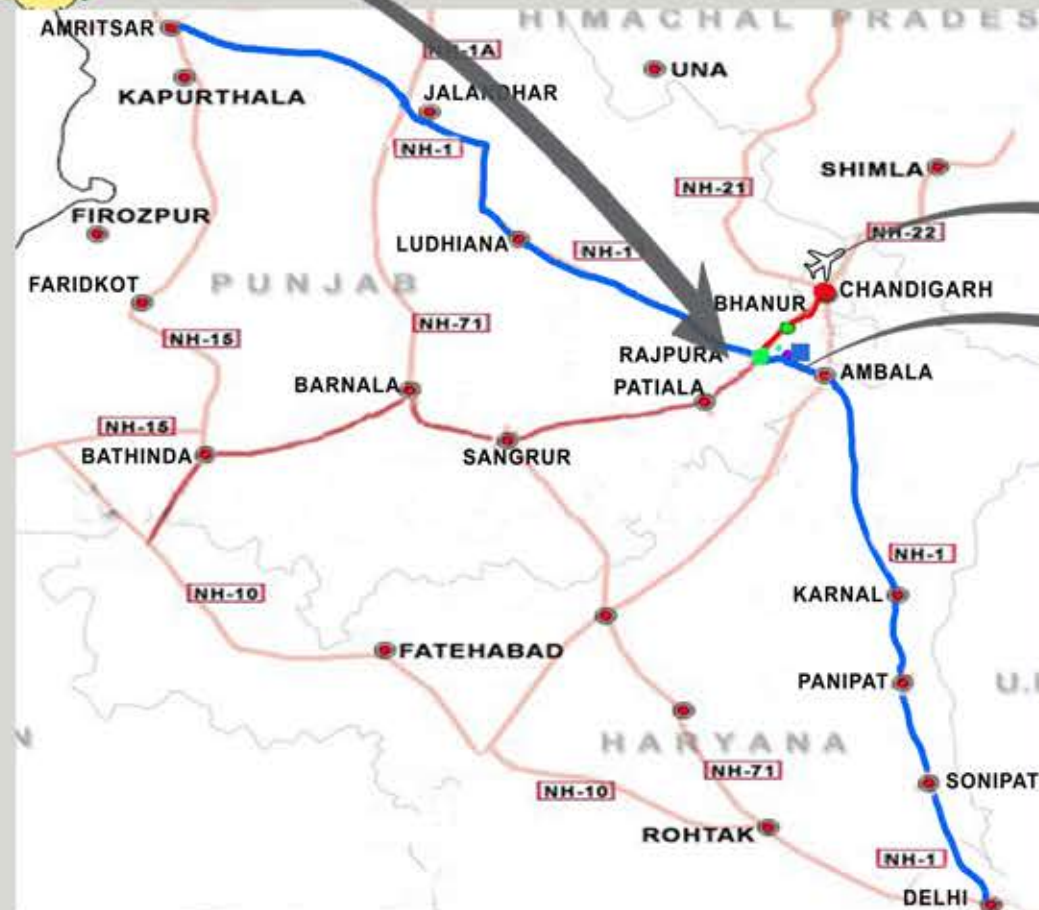 HIMACHAL PRADES
AMRITSAR
NH-1A
UNA
KAPURTHALA
JALANDHAR
NH-1
SHIMLA
NH-21
FIROZPUR
NH-22
LUDHIANA
NH-1
FARIDKOT
PUNJAB
BHANUR
CHANDIGARH
NH-15
NH-71
RAJPURA
BARNALA
PATIALA
AMBALA
NH-15
BATHINDA
SANGRUR
NH-1
NH-10
KARNAL
FATEHABAD
PANIPAT
U.
N
HARYANA
NH-71
SONIPAT
NH-10
ROHTAK
NH-1
DELHI